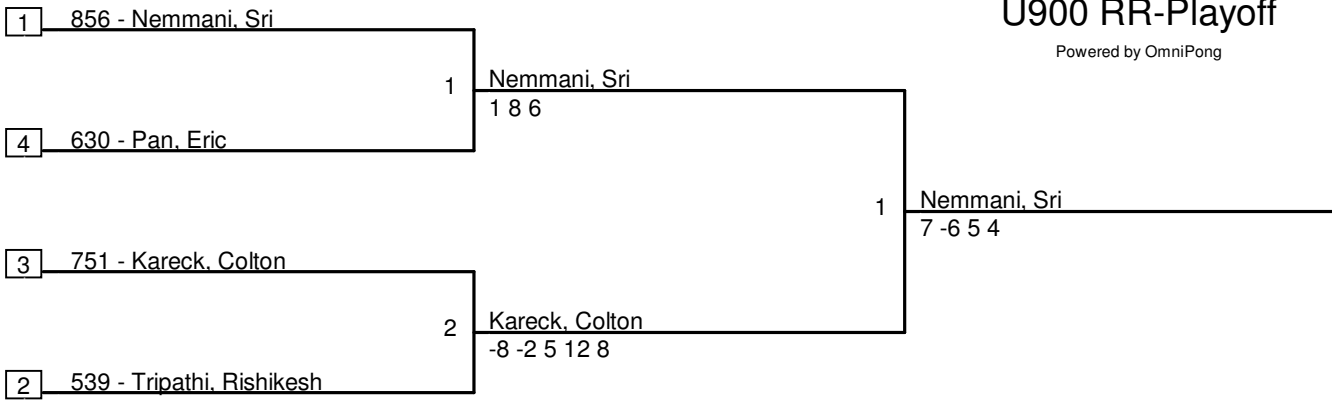 U900 RR-Playoff
Powered by OmniPong
1 856 - Nemmani, Sri
1 Nemmani, Sri
1 8 6
4 630 - Pan, Eric
1 Nemmani, Sri
7 -6 5 4
3 751 - Kareck, Colton
2 Kareck, Colton
-8 -2 5 12 8
2 539 - Tripathi, Rishikesh